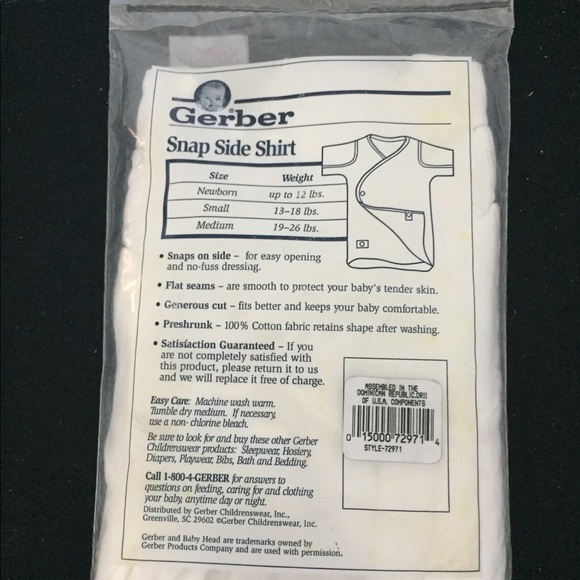 Gerber
Snap Side Shirt
Size Weight
Newborn up to 12 lbs.
Small 13-18 lbs.
Medium 19-26 lbs.
• Snaps on side - for easy opening
and no-fuss dressing.
• Flat seams - are smooth to protect your baby's tender skin.
• Generous cut - fits better and keeps your baby comfortable.
• Preshrunk - 100% Cotton fabric retains shape after washing.
• Satisfaction Guaranteed - If you
are not completely satisfied with
this product, please return it to us
and we will replace it free of charge.
Easy Care: Machine wash warm.
Tumble dry medium. If necessary,
use a non- chlorine bleach.
Be sure to look for and buy these other Gerber
Childrenswear products: Sleepwear, Hosiery,
Diapers, Playwear, Bibs, Bath and Bedding.
Call 1-800-4-GERBER for answers to
questions on feeding, caring for and clothing
your baby, anytime day or night.
Distributed by Gerber Childrenswear, Inc.,
Greenville, SC 29602 ©Gerber Childrenswear, Inc.
Gerber and Baby Head are trademarks owned by
Gerber Products Company and are used with permission.
ASSEMBLED IN THE
DOMINICAN REPUBLIC,DR11
OF U.S.A. COMPONENTS
0 15000 72971 4
STYLE-72971